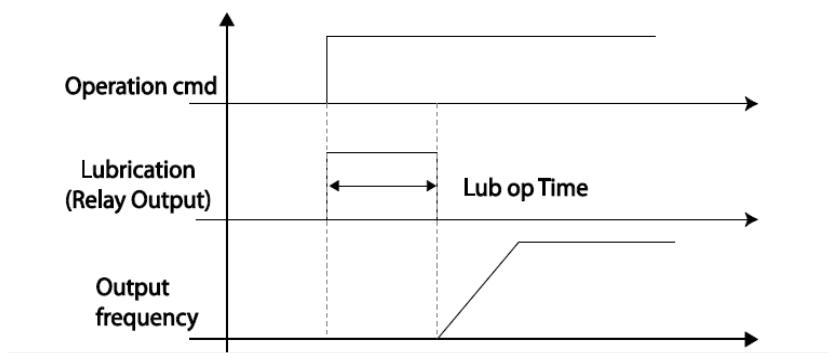 Operation cmd
Lubrication
(Relay Output)
Lub op Time
Output
frequency